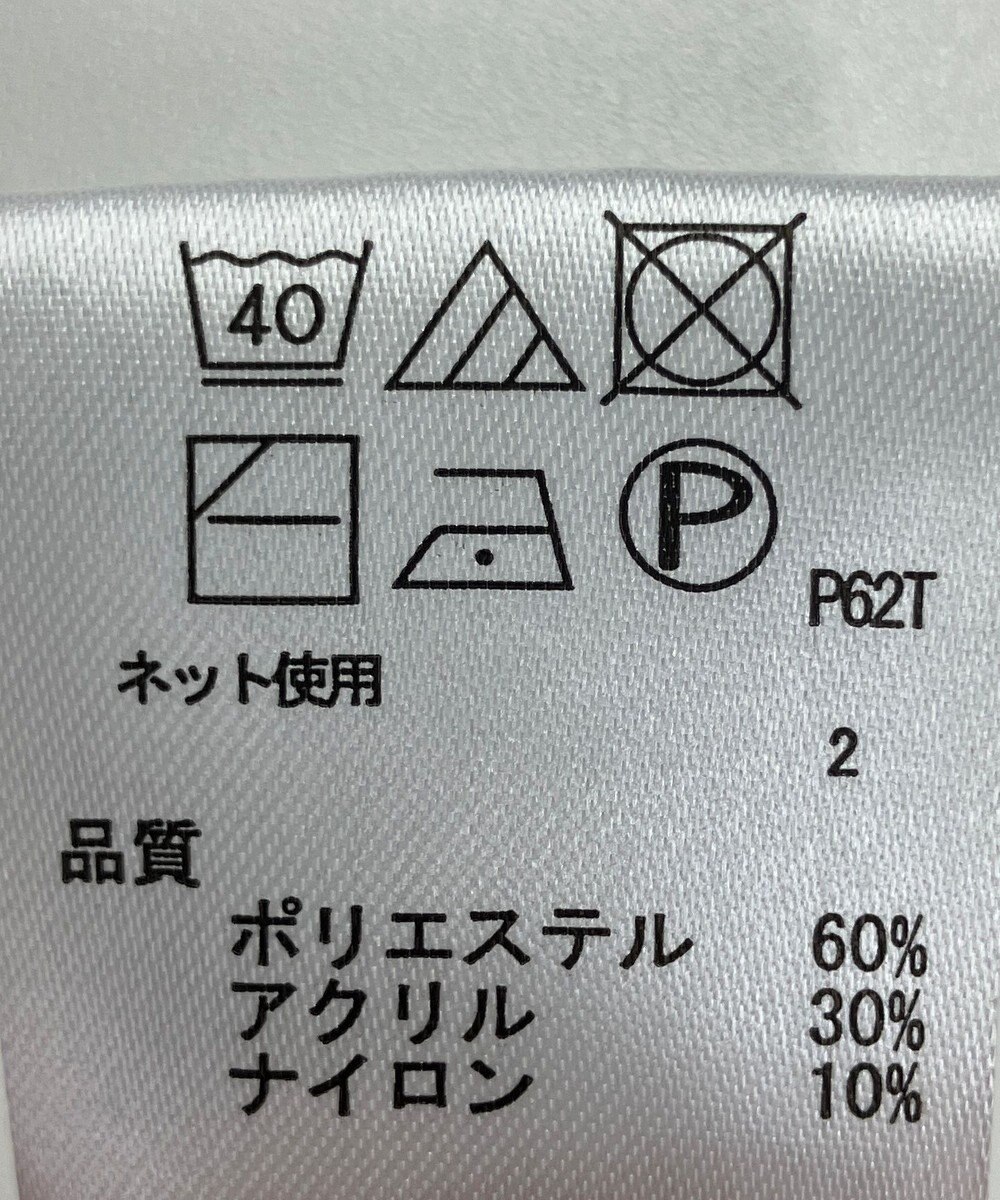 40
P
P62T
ネット使用
2
品質
ポリエステル 60%
アクリル 30%
ナイロン 10%